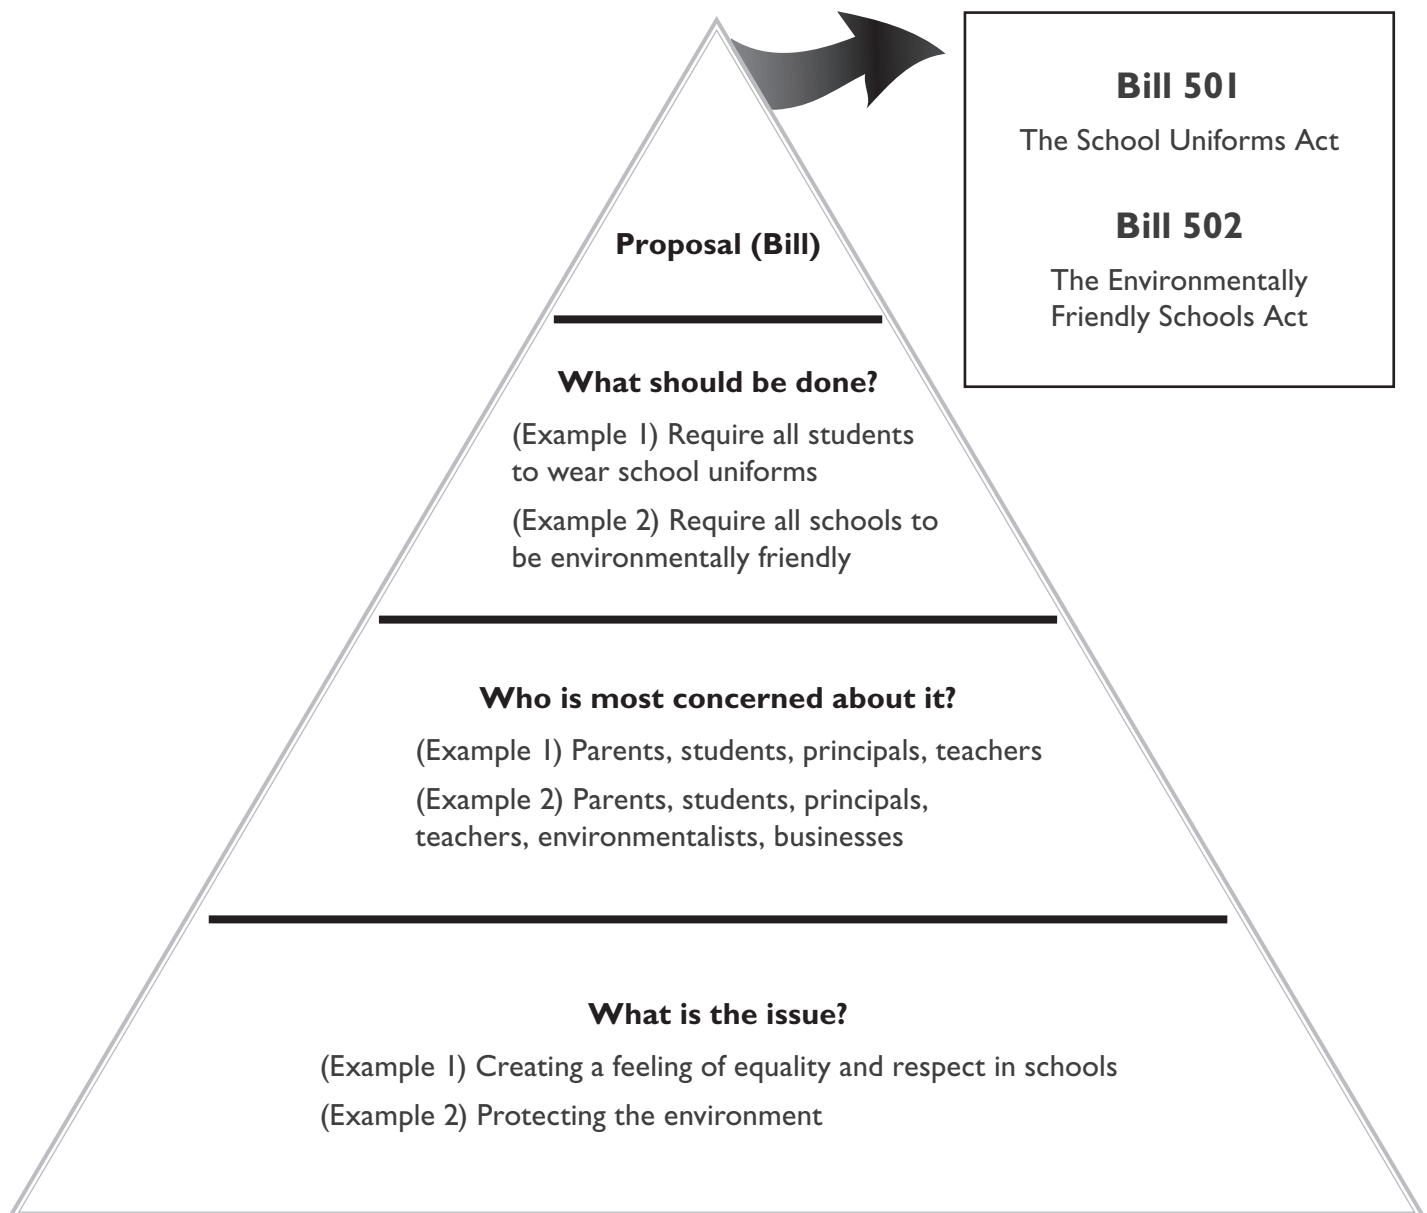 Bill 501
The School Uniforms Act
Bill 502
The Environmentally
Friendly Schools Act
Proposal (Bill)
What should be done?
(Example 1) Require all students
to wear school uniforms
(Example 2) Require all schools to
be environmentally friendly
Who is most concerned about it?
(Example 1) Parents, students, principals, teachers
(Example 2) Parents, students, principals,
teachers, environmentalists, businesses
What is the issue?
(Example 1) Creating a feeling of equality and respect in schools
(Example 2) Protecting the environment